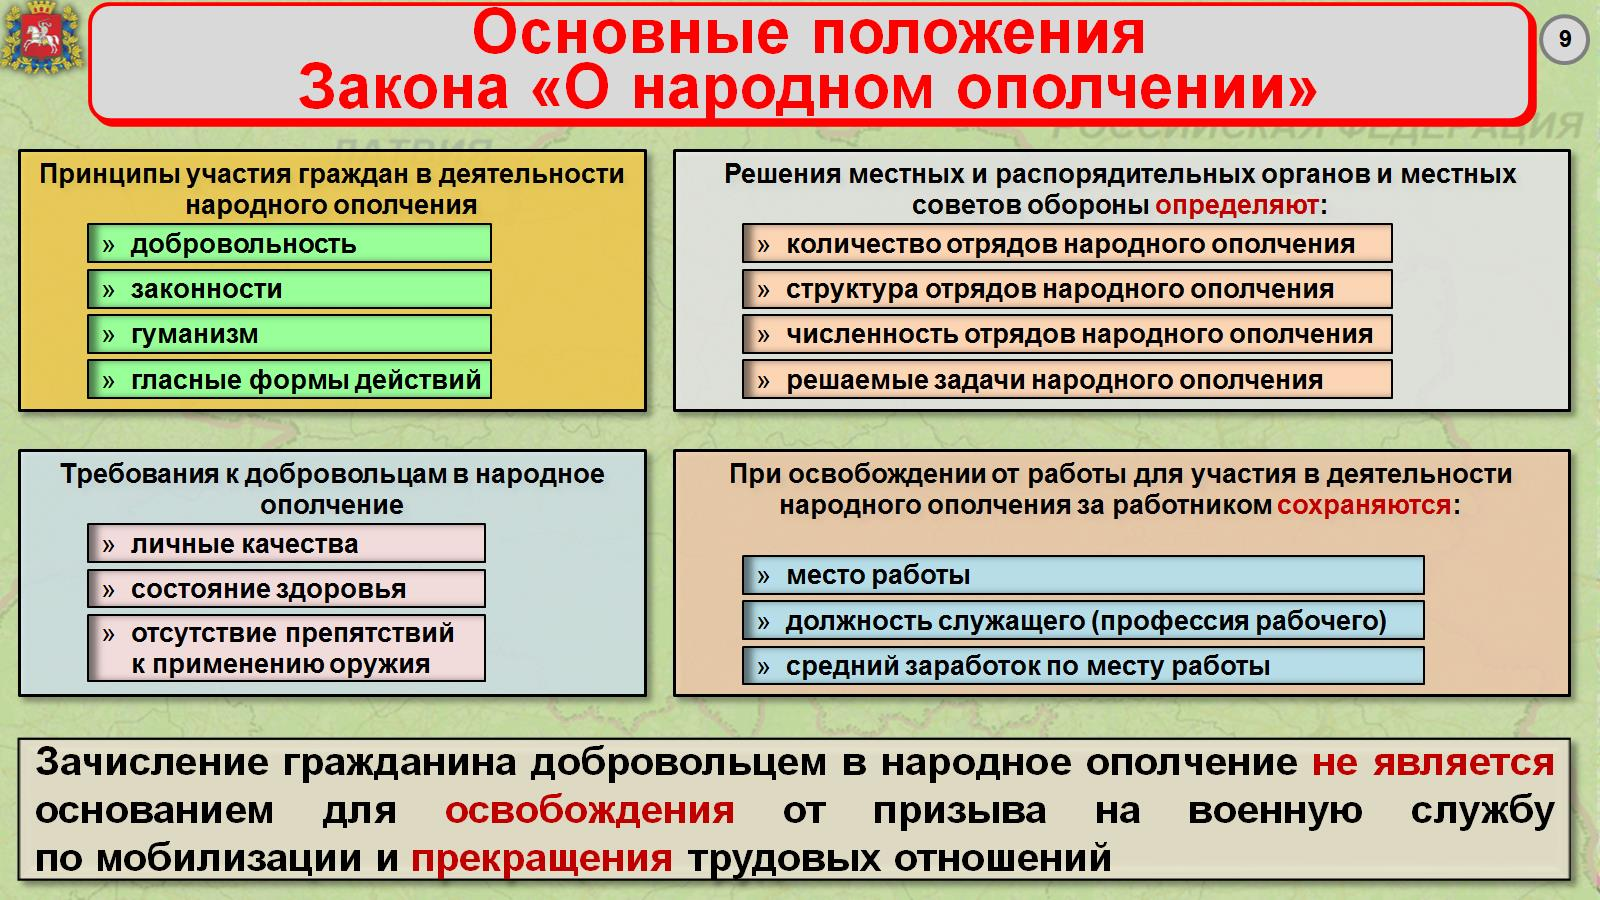 Основные положения
Закона «О народном ополчении»
9
ЛАТВИЯ
РОССИЙСКАЯ ФЕДЕРАЦИЯ
Принципы участия граждан в деятельности
народного ополчения
» добровольность
» законности
» гуманизм
» гласные формы действий
Решения местных и распорядительных органов и местных
советов обороны определяют:
» количество отрядов народного ополчения
» структура отрядов народного ополчения
» численность отрядов народного ополчения
» решаемые задачи народного ополчения
Требования к добровольцам в народное
ополчение
» личные качества
» состояние здоровья
» отсутствие препятствий
к применению оружия
При освобождении от работы для участия в деятельности
народного ополчения за работником сохраняются:
» место работы
» должность служащего (профессия рабочего)
» средний заработок по месту работы
Зачисление гражданина добровольцем в народное ополчение не является
основанием для освобождения от призыва на военную службу
по мобилизации и прекращения трудовых отношений